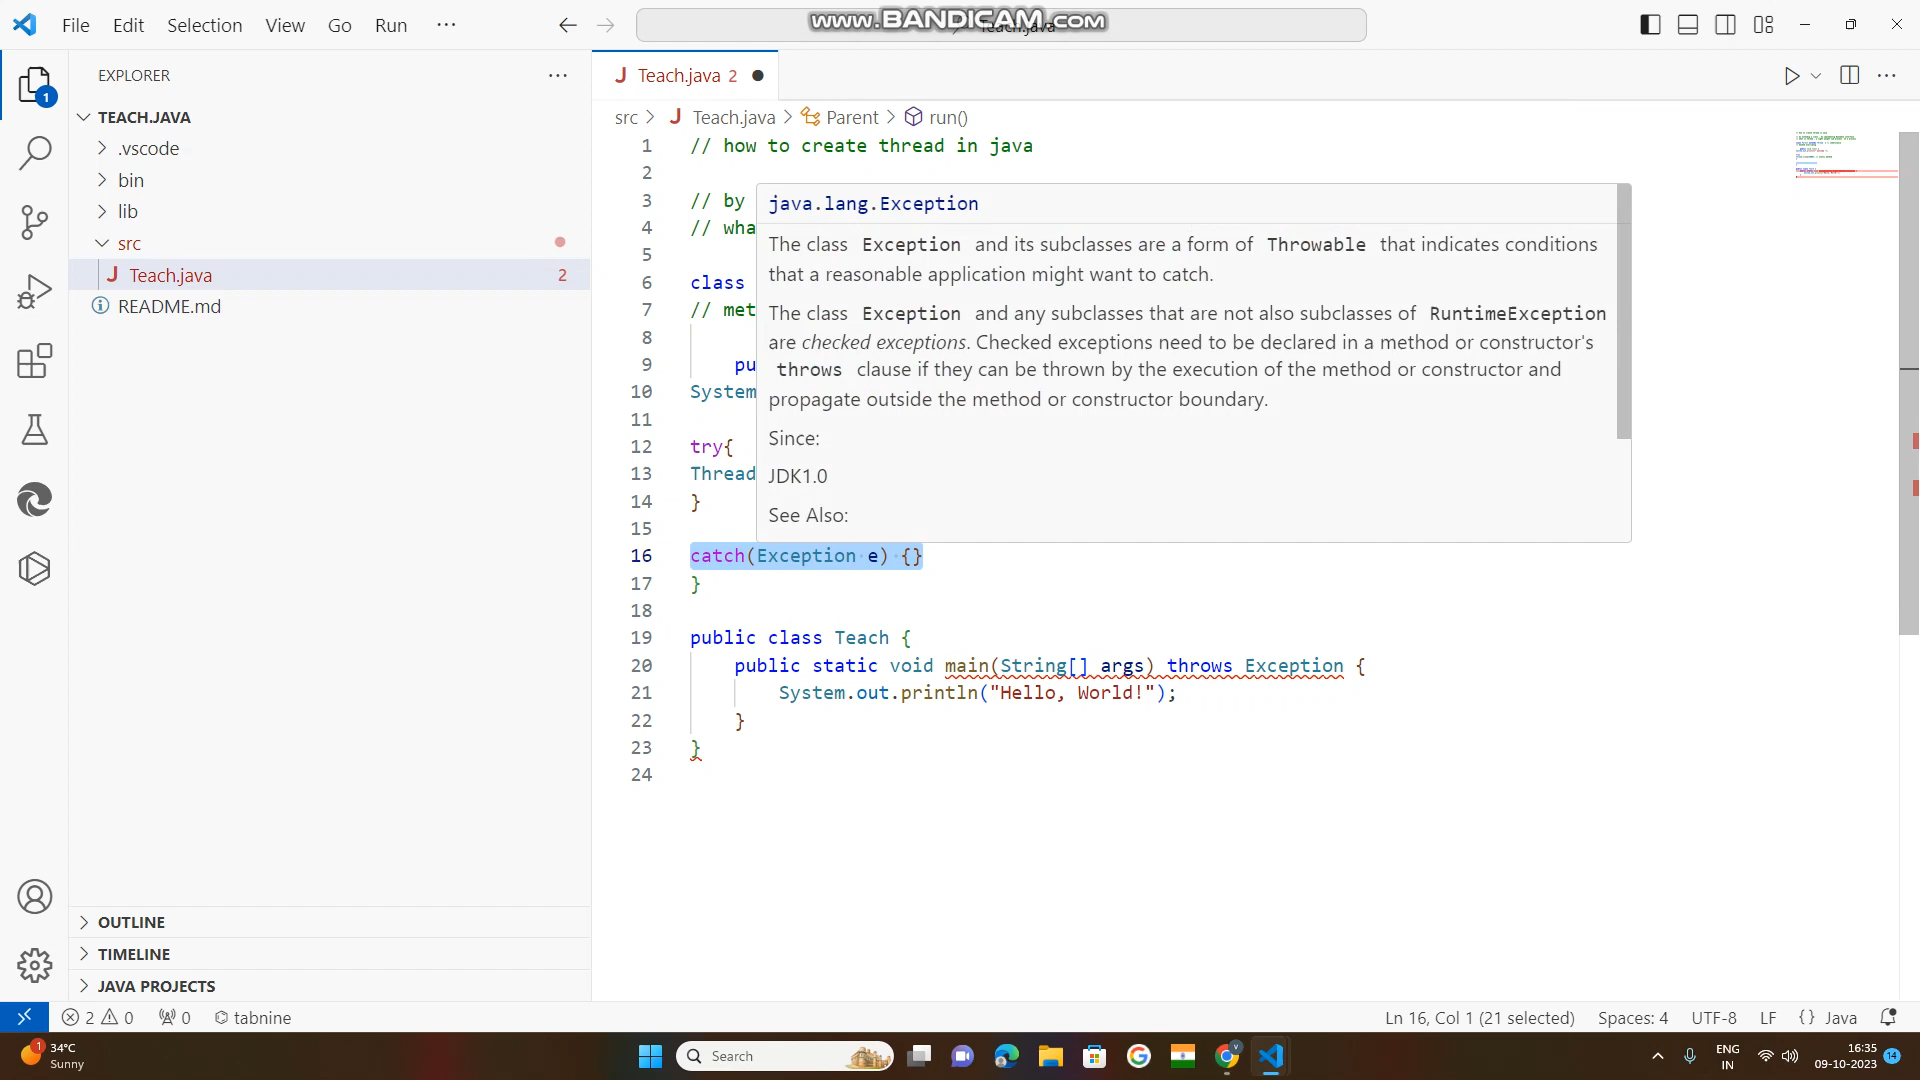 File Edit Selection View Go Run ···
www.BANDICAM.COM
Teach.java
EXPLORER
TEACH.JAVA
.vscode
bin
lib
src
Teach.java 2
README.md
OUTLINE
TIMELINE
JAVA PROJECTS
1
Teach.java 2
src > Teach.java > Parent > run()
1 // how to create thread in java
2
3 // by
4 // wha
5
6 class
7 // met
8
9 pu
10 System
11
12 try{
13 Thread
14 }
15
16 catch(Exception e) {}
17 }
18
19 public class Teach {
20 public static void main(String[] args) throws Exception {
21 System.out.println("Hello, World!");
22 }
23 }
24
java.lang.Exception
The class Exception and its subclasses are a form of Throwable that indicates conditions
that a reasonable application might want to catch.
The class Exception and any subclasses that are not also subclasses of RuntimeException
are checked exceptions. Checked exceptions need to be declared in a method or constructor's
throws clause if they can be thrown by the execution of the method or constructor and
propagate outside the method or constructor boundary.
Since:
JDK1.0
See Also:
2 0 0 tabnine
Ln 16, Col 1 (21 selected) Spaces: 4 UTF-8 LF {} Java
1 34°C
Sunny
Search
ENG
IN
16:35
09-10-2023
14